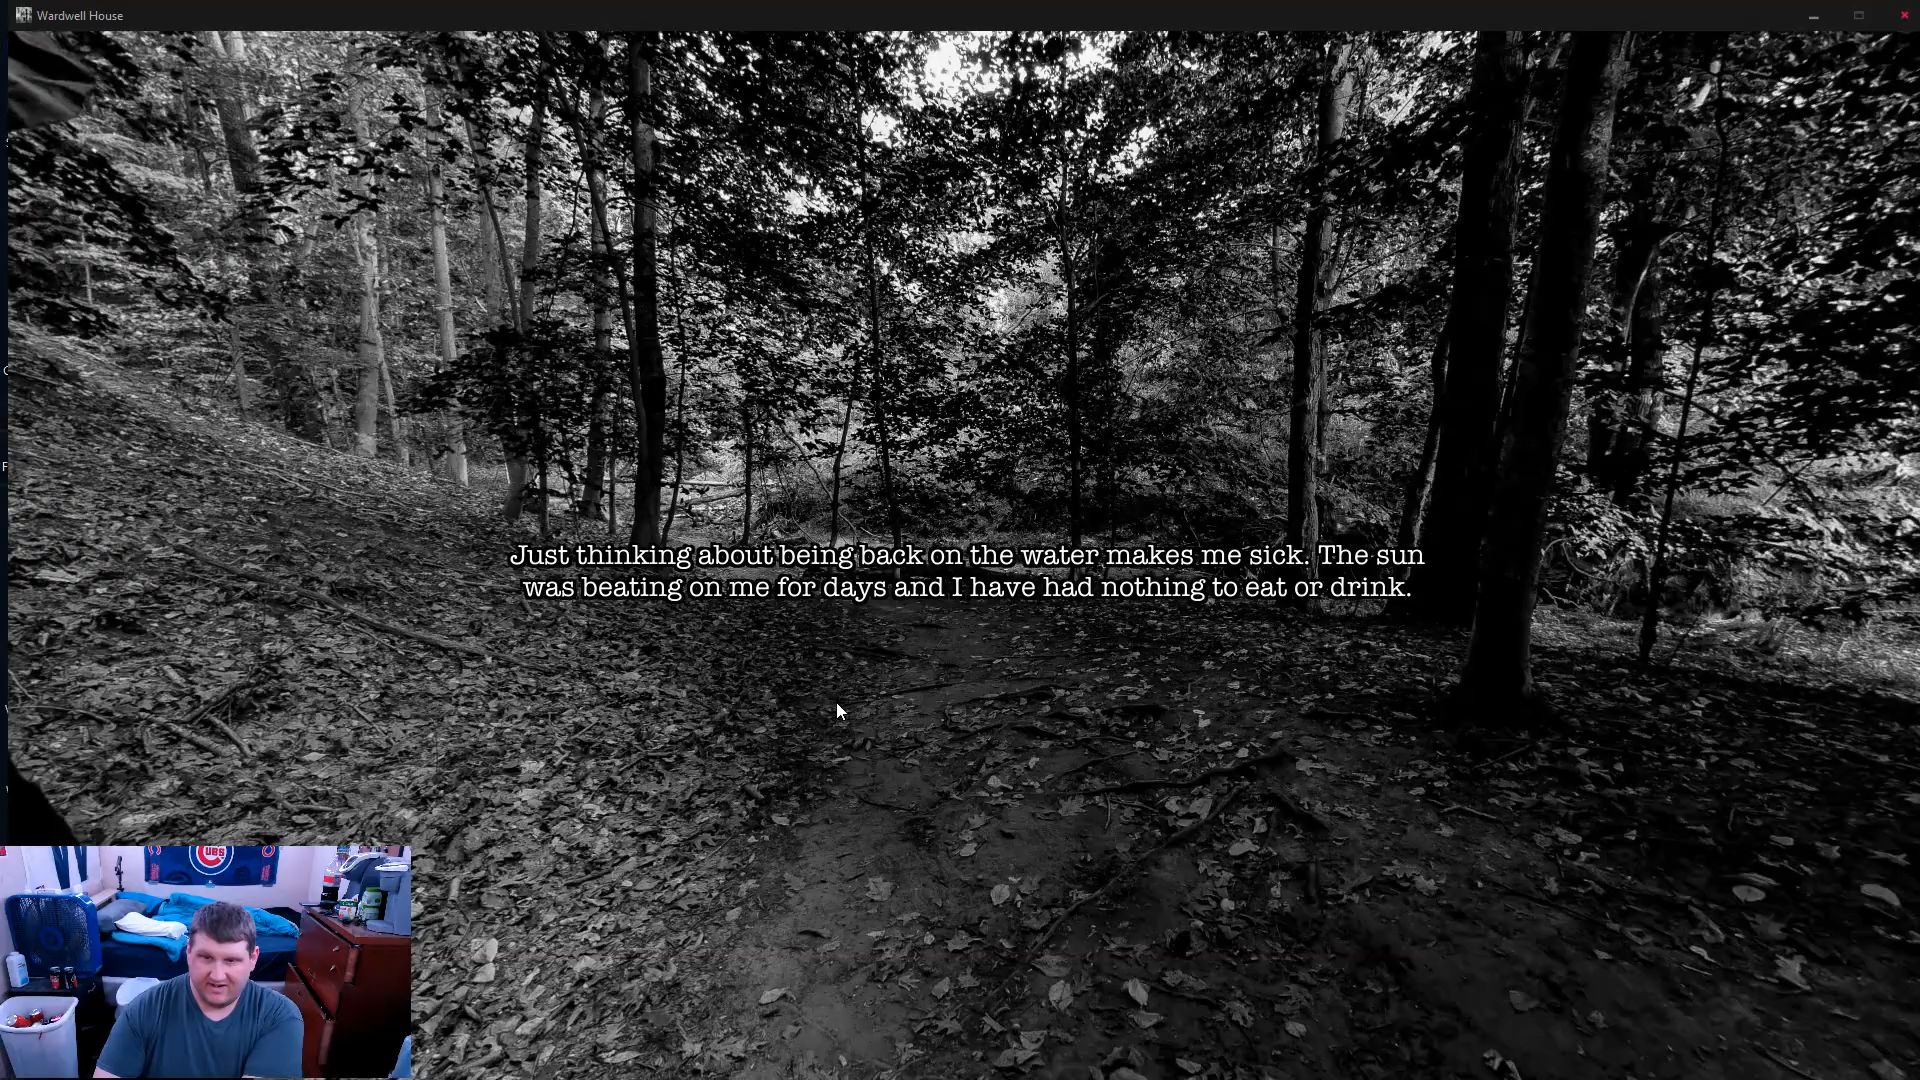 Wardwell House
Just thinking about being back on the water makes me sick. The sun
was beating on me for days and I have had nothing to eat or drink.
CUBS